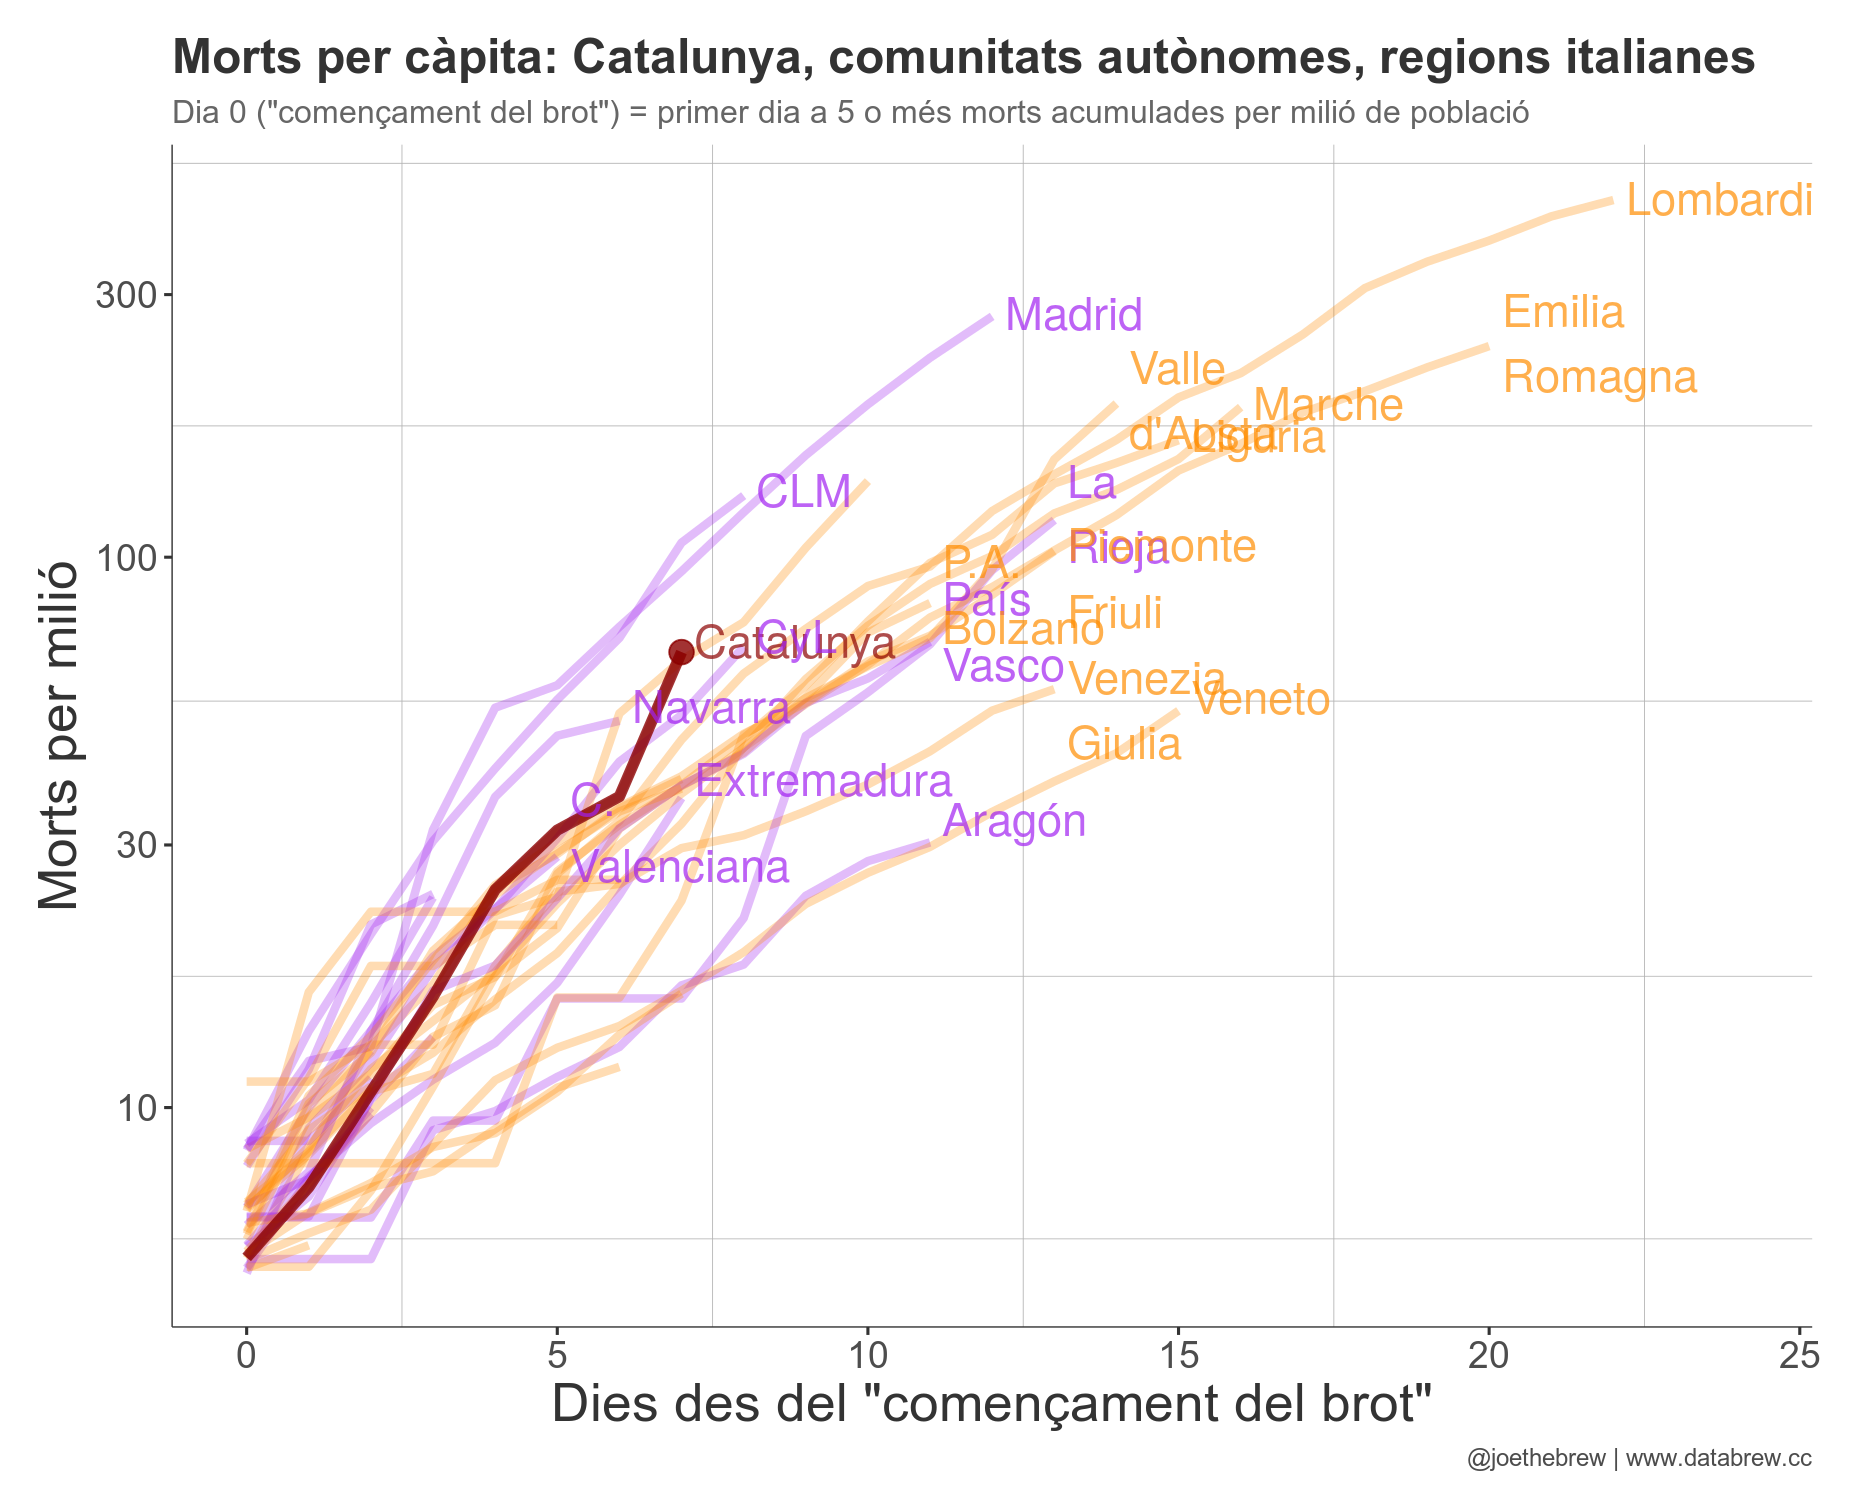 Morts per càpita: Catalunya, comunitats autònomes, regions italianes
Dia 0 ("començament del brot") = primer dia a 5 o més morts acumulades per milió de població
Morts per milió
300
100
30
10
Lombardi
Emilia
Romagna
Madrid
Valle
d'Aosta
Marche
Liguria
CLM
La
Rioja
Piemonte
P.A.
Bolzano
País
Vasco
Friuli
Venezia
Giulia
Catalunya
CyL
Veneto
Navarra
Extremadura
C.
Valenciana
Aragón
0
5
10
15
20
25
Dies des del "començament del brot"
@joethebrew | www.databrew.cc